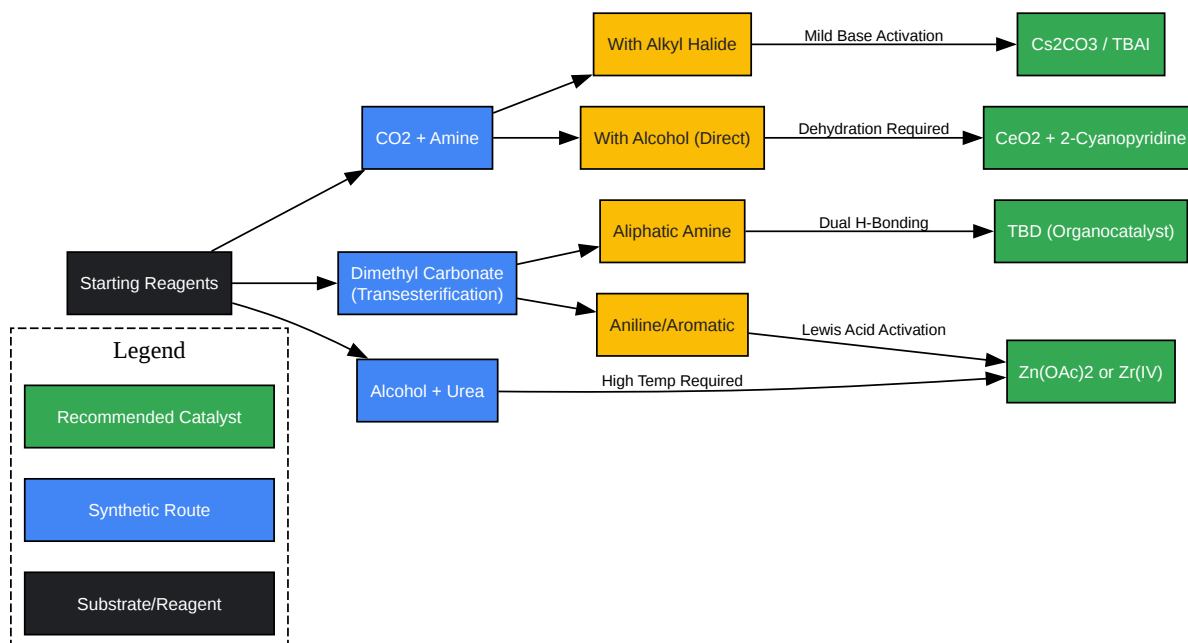 With Alkyl Halide
Mild Base Activation
Cs2CO3 / TBAI
CO2 + Amine
With Alcohol (Direct)
Dehydration Required
CeO2 + 2-Cyanopyridine
Aliphatic Amine
Dual H-Bonding
TBD (Organocatalyst)
Starting Reagents
Dimethyl Carbonate
(Transesterification)
Aniline/Aromatic
Lewis Acid Activation
Zn(OAc)2 or Zr(IV)
Alcohol + Urea
High Temp Required
Legend
Recommended Catalyst
Synthetic Route
Substrate/Reagent